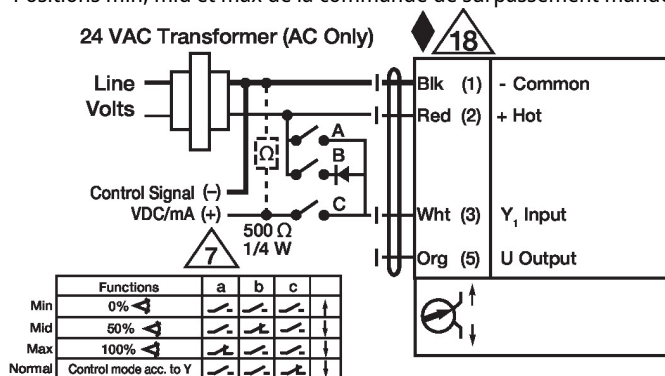 Positions min, mid et max de la commande de surpassement
24 VAC Transformer (AC Only)
18
Line
Volts
Blk (1) - Common
Red (2) + Hot
A
Ω
B
Control Signal (–)
VDC/mA (+)
C
Wht (3) Y1 Input
500 Ω
1/4 W
7
Org (5) U Output
Functions a b c
Min 0%
Mid 50%
Max 100%
Normal Control mode acc. to Y